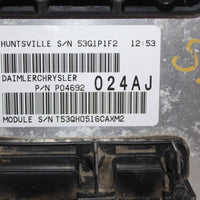 HUNTSVILLE S/N 53G1P1F2 12:53
DAIMLERCHRYSLER
P/N P04692 024AJ
MODULE S/N T53QH0516CAXM2